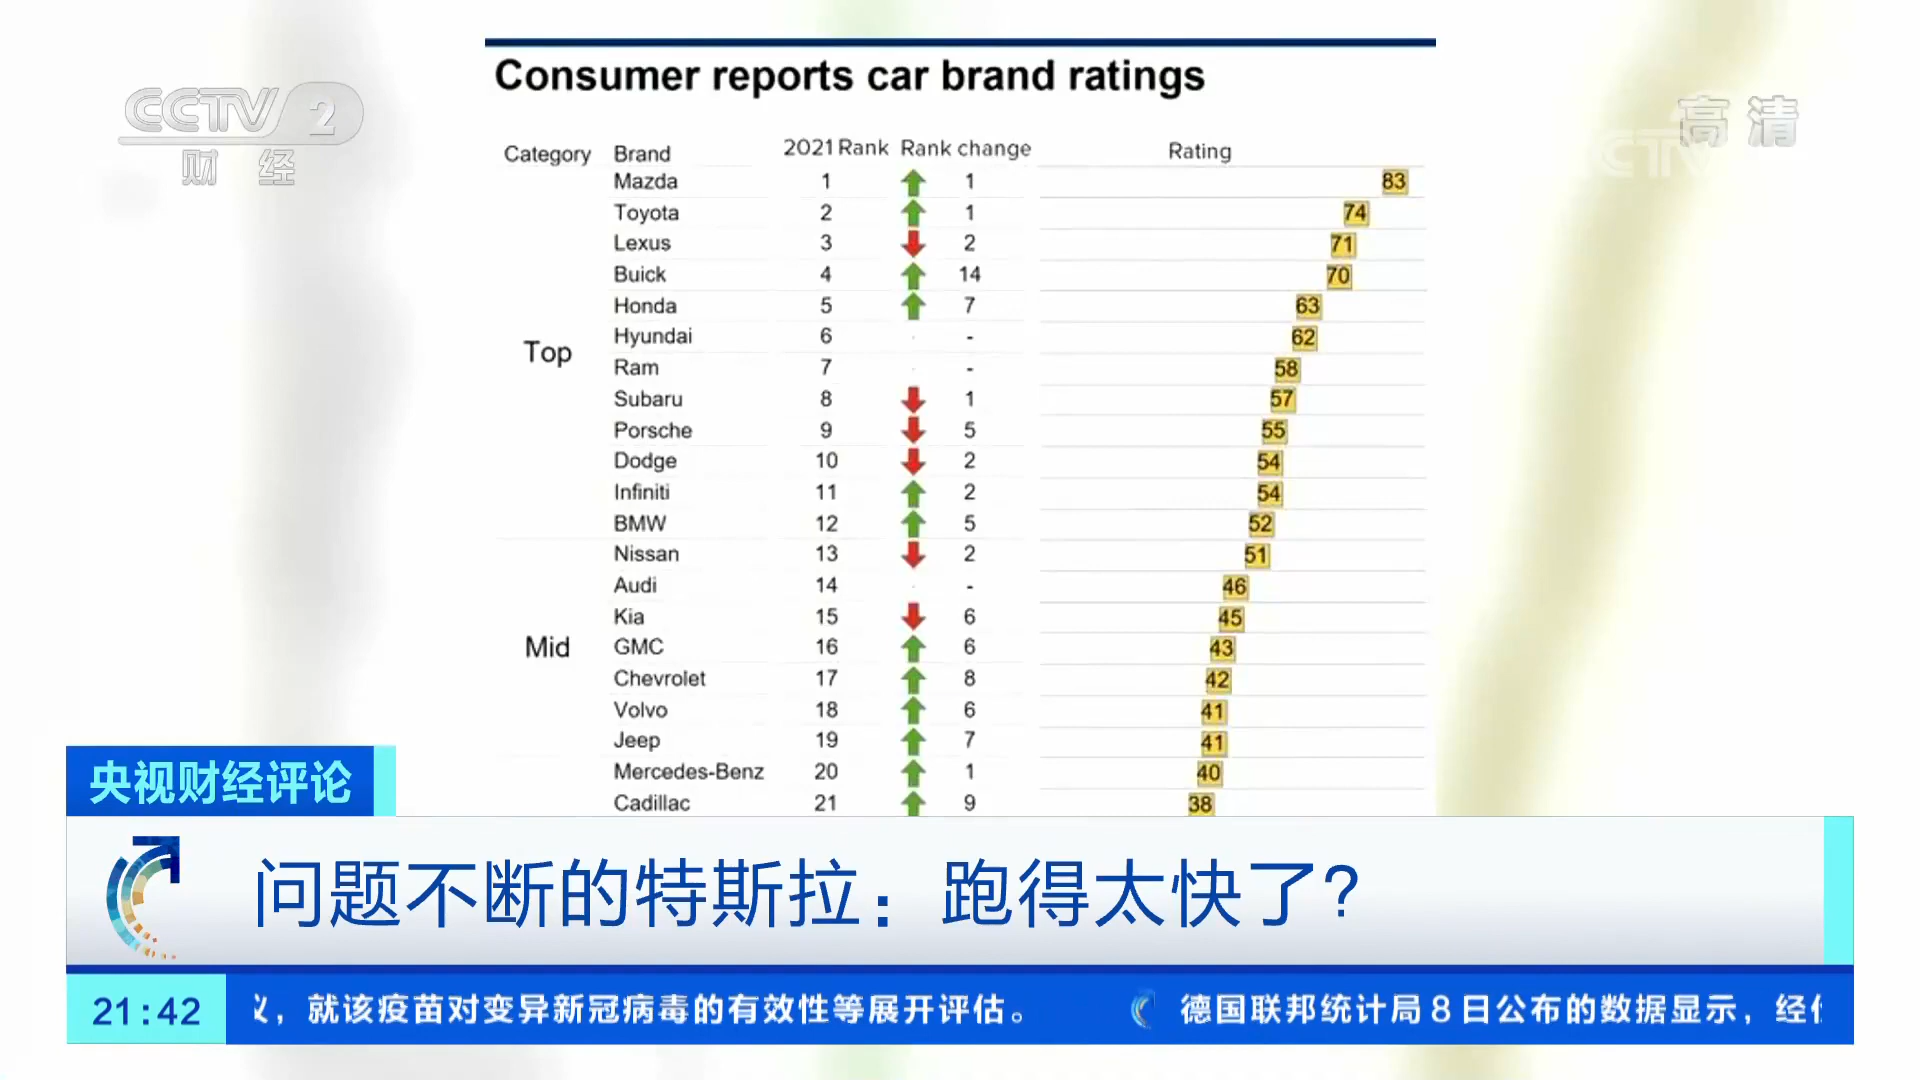 Consumer reports car brand ratings
CCTV 2
财 经
高清
CTV
Category Brand 2021 Rank Rank change Rating
Mazda 1 1 83
Toyota 2 1 74
Lexus 3 2 71
Buick 4 14 70
Honda 5 7 63
Hyundai 6 - 62
Top
Ram 7 - 58
Subaru 8 1 57
Porsche 9 5 55
Dodge 10 2 54
Infiniti 11 2 54
BMW 12 5 52
Nissan 13 2 51
Audi 14 - 46
Kia 15 6 45
Mid GMC 16 6 43
Chevrolet 17 8 42
Volvo 18 6 41
Jeep 19 7 41
Mercedes-Benz 20 1 40
Cadillac 21 9 38
央视财经评论
问题不断的特斯拉：跑得太快了？
21:42 ，就该疫苗对变异新冠病毒的有效性等展开评估。 德国联邦统计局8日公布的数据显示，经